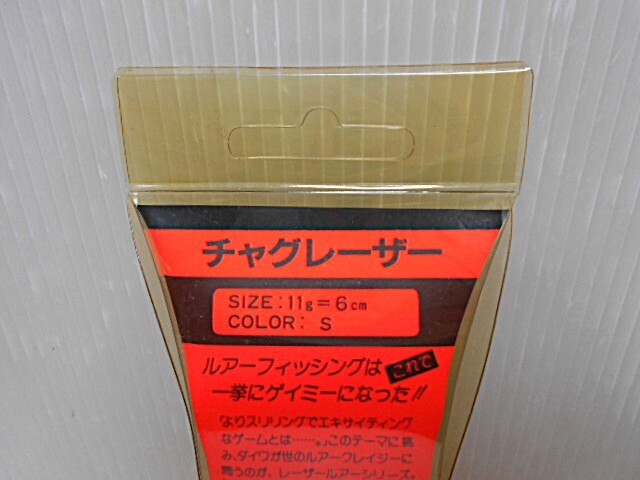 チャグレーザー
SIZE:11g=6cm
COLOR: S
ルアーフィッシングはこれで
一挙にゲイミーになった!!
「よりスリリングでエキサイティング
なゲームとは……。」このテーマに挑
み、ダイワが世のルアークレイジーに
問うのが、レーザールアーシリーズ。